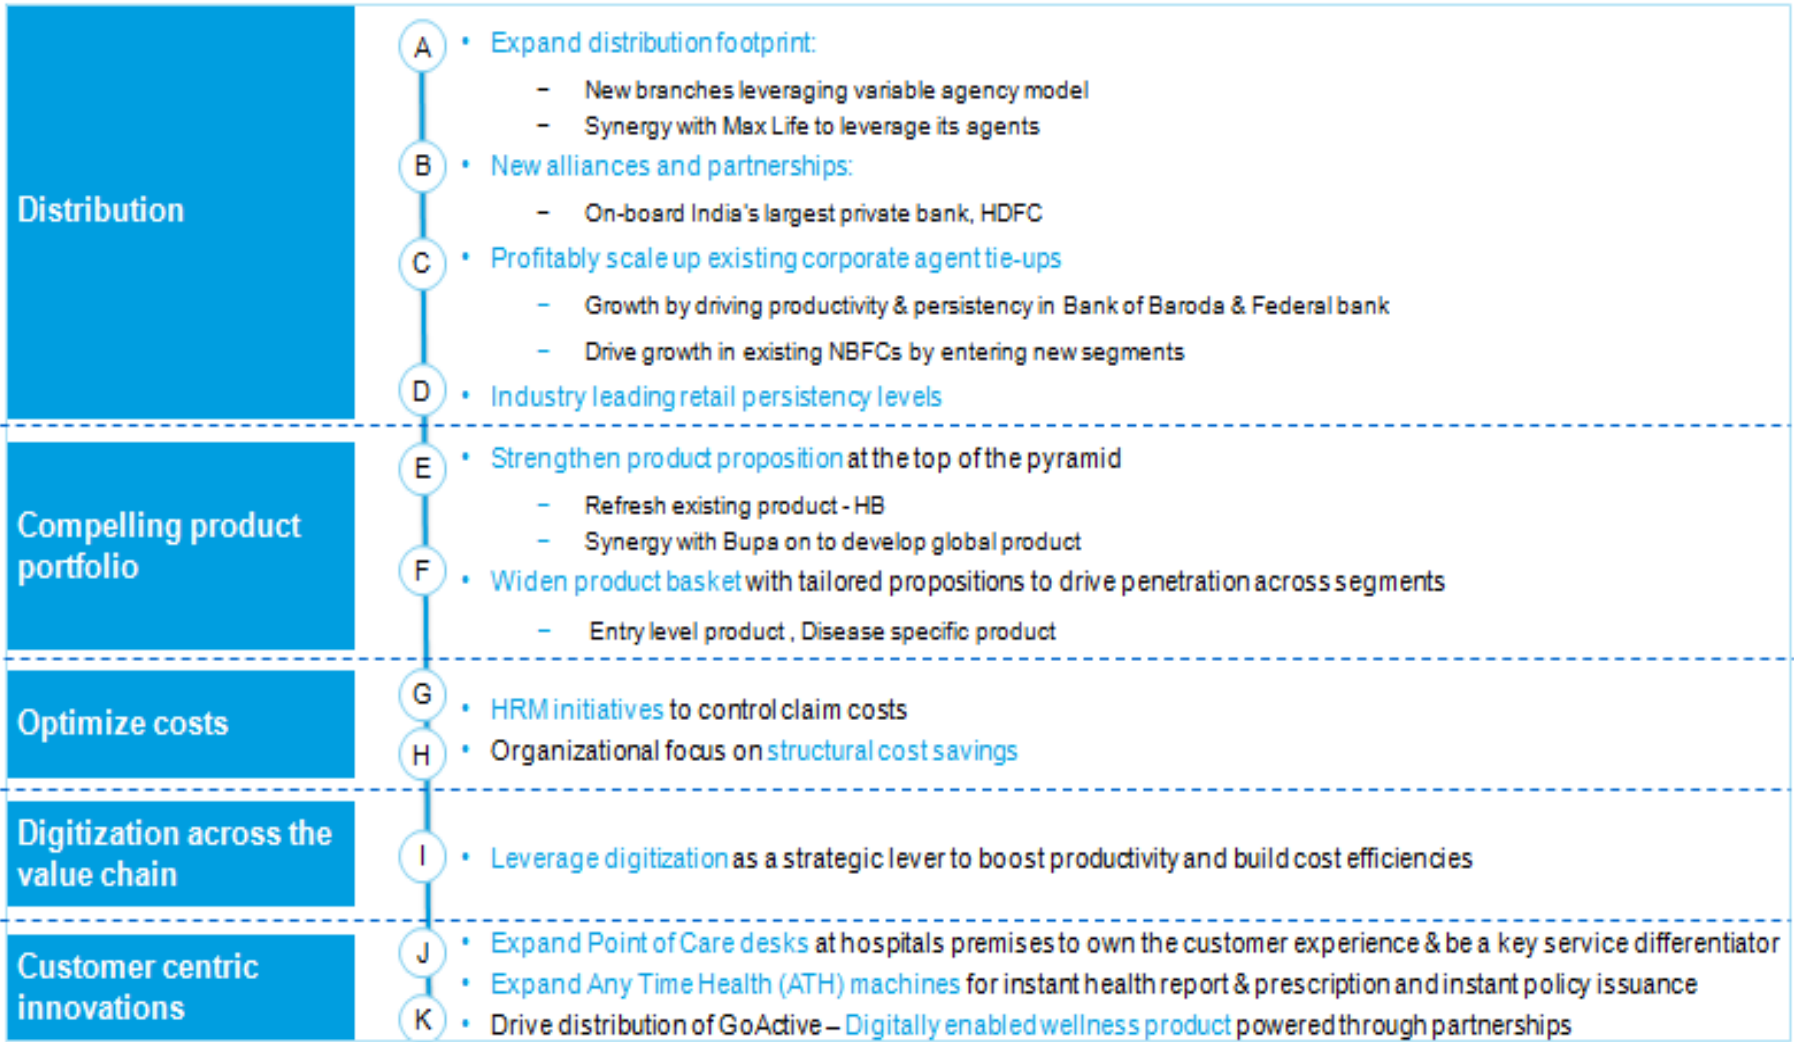 Distribution
A
• Expand distribution footprint:
– New branches leveraging variable agency model
– Synergy with Max Life to leverage its agents
B
• New alliances and partnerships:
– On-board India's largest private bank, HDFC
C
• Profitably scale up existing corporate agent tie-ups
– Growth by driving productivity & persistency in Bank of Baroda & Federal bank
– Drive growth in existing NBFCs by entering new segments
D
• Industry leading retail persistency levels
Compelling product
portfolio
E
• Strengthen product proposition at the top of the pyramid
– Refresh existing product - HB
– Synergy with Bupa on to develop global product
F
• Widen product basket with tailored propositions to drive penetration across segments
– Entry level product , Disease specific product
Optimize costs
G
• HRM initiatives to control claim costs
H
• Organizational focus on structural cost savings
Digitization across the
value chain
I
• Leverage digitization as a strategic lever to boost productivity and build cost efficiencies
Customer centric
innovations
J
• Expand Point of Care desks at hospitals premises to own the customer experience & be a key service differentiator
• Expand Any Time Health (ATH) machines for instant health report & prescription and instant policy issuance
K
• Drive distribution of GoActive – Digitally enabled wellness product powered through partnerships